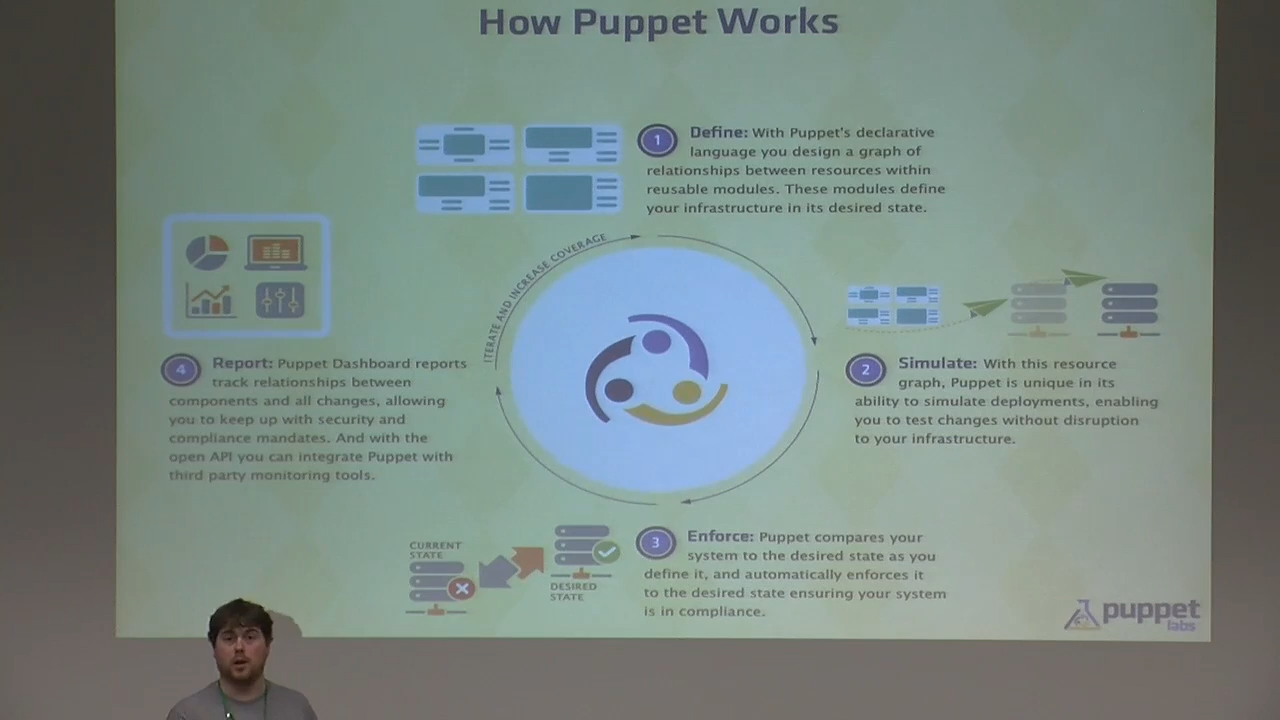 How Puppet Works
1
Define: With Puppet's declarative
language you design a graph of
relationships between resources within
reusable modules. These modules define
your infrastructure in its desired state.
ITERATE AND INCREASE COVERAGE
2
Simulate: With this resource
graph, Puppet is unique in its
ability to simulate deployments, enabling
you to test changes without disruption
to your infrastructure.
3
Enforce: Puppet compares your
system to the desired state as you
define it, and automatically enforces it
to the desired state ensuring your system
is in compliance.
CURRENT
STATE
DESIRED
STATE
4
Report: Puppet Dashboard reports
track relationships between
components and all changes, allowing
you to keep up with security and
compliance mandates. And with the
open API you can integrate Puppet with
third party monitoring tools.
puppet
labs